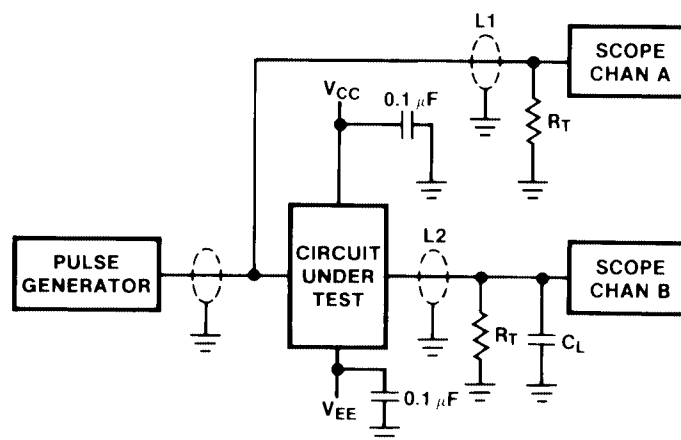 L1
SCOPE
CHAN A
VCC
0.1 μF
RT
PULSE
GENERATOR
CIRCUIT
UNDER
TEST
L2
SCOPE
CHAN B
RT
CL
VEE
0.1 μF